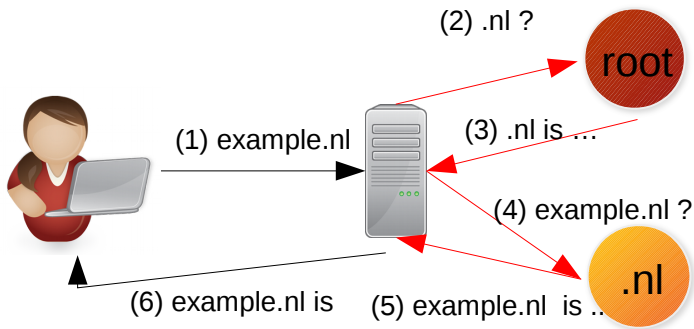 (2) .nl ?
root
(1) example.nl
(3) .nl is ...
(4) example.nl ?
.nl
(6) example.nl is
(5) example.nl  is ..